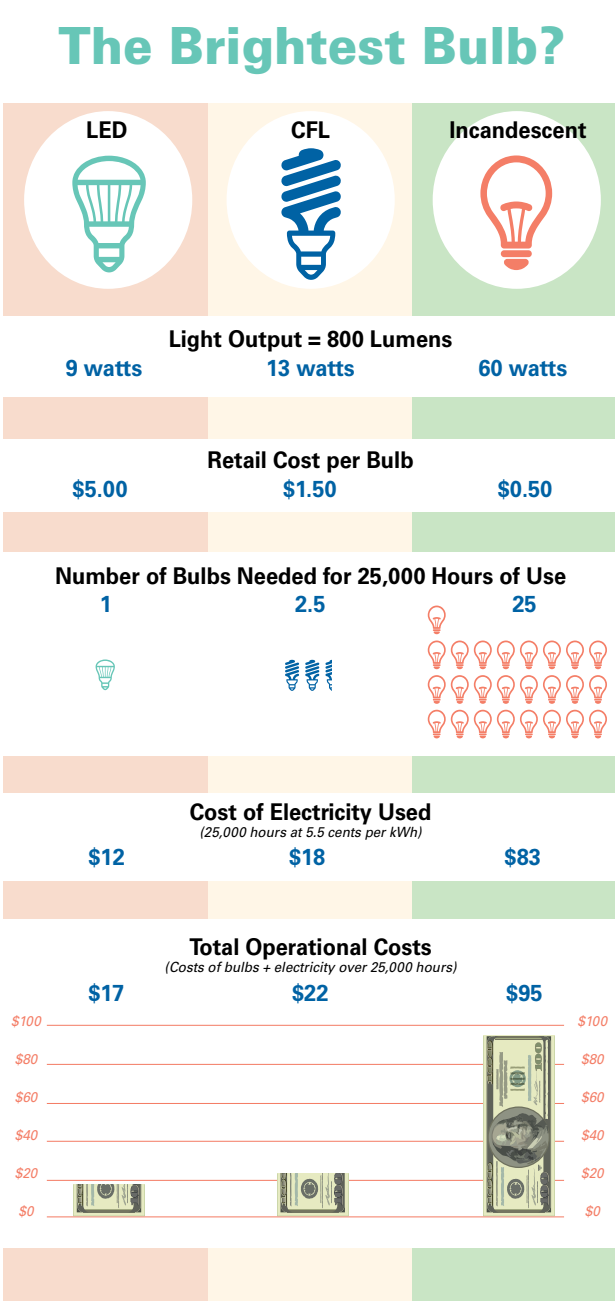 The Brightest Bulb?
LED CFL Incandescent
Light Output = 800 Lumens
9 watts 13 watts 60 watts
Retail Cost per Bulb
$5.00 $1.50 $0.50
Number of Bulbs Needed for 25,000 Hours of Use
1 2.5 25
Cost of Electricity Used
(25,000 hours at 5.5 cents per kWh)
$12 $18 $83
Total Operational Costs
(Costs of bulbs + electricity over 25,000 hours)
$17 $22 $95
$100 $100
$80 $80
$60 $60
$40 $40
$20 $20
$0 $0
100
100